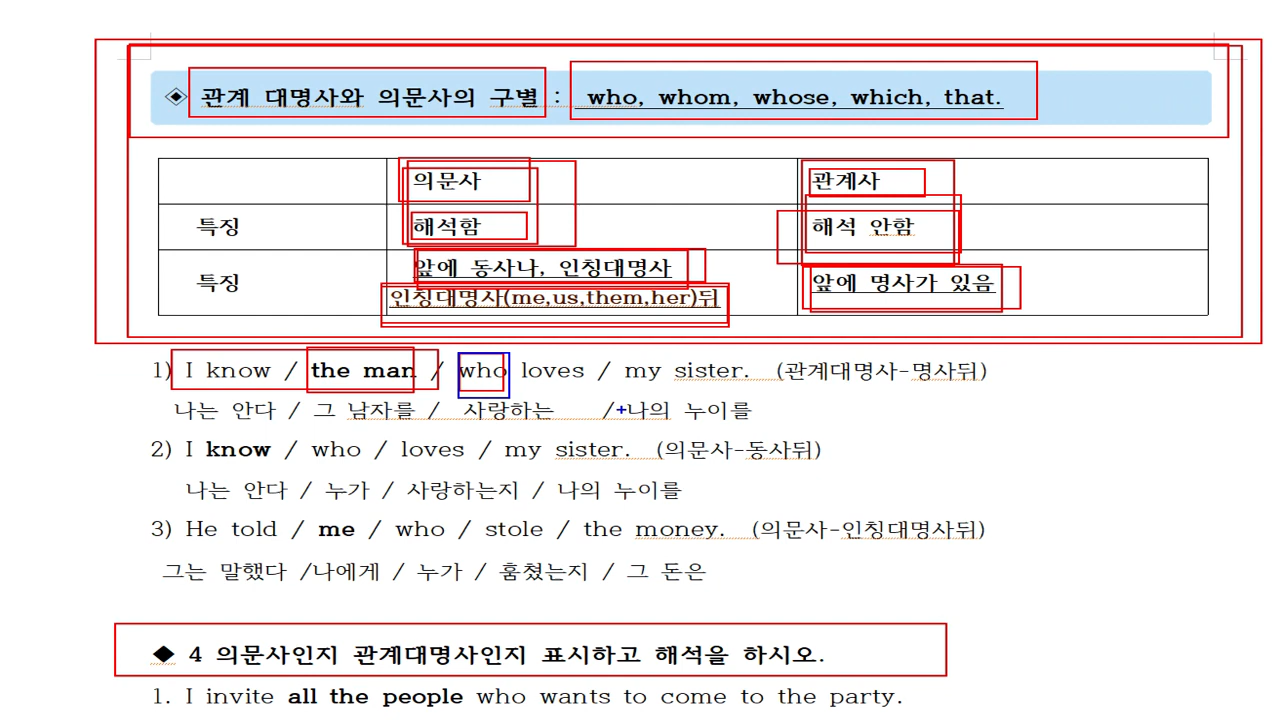 ◈ 관계 대명사와 의문사의 구별 : who, whom, whose, which, that.
의문사 관계사
특징 해석함 해석 안함
특징 앞에 동사나, 인칭대명사 앞에 명사가 있음
인칭대명사(me,us,them,her)뒤
1) I know / the man / who loves / my sister. (관계대명사-명사뒤)
나는 안다 / 그 남자를 / 사랑하는 /+나의 누이를
2) I know / who / loves / my sister. (의문사-동사뒤)
나는 안다 / 누가 / 사랑하는지 / 나의 누이를
3) He told / me / who / stole / the money. (의문사-인칭대명사뒤)
그는 말했다 /나에게 / 누가 / 훔쳤는지 / 그 돈은
◆ 4 의문사인지 관계대명사인지 표시하고 해석을 하시오.
1. I invite all the people who wants to come to the party.